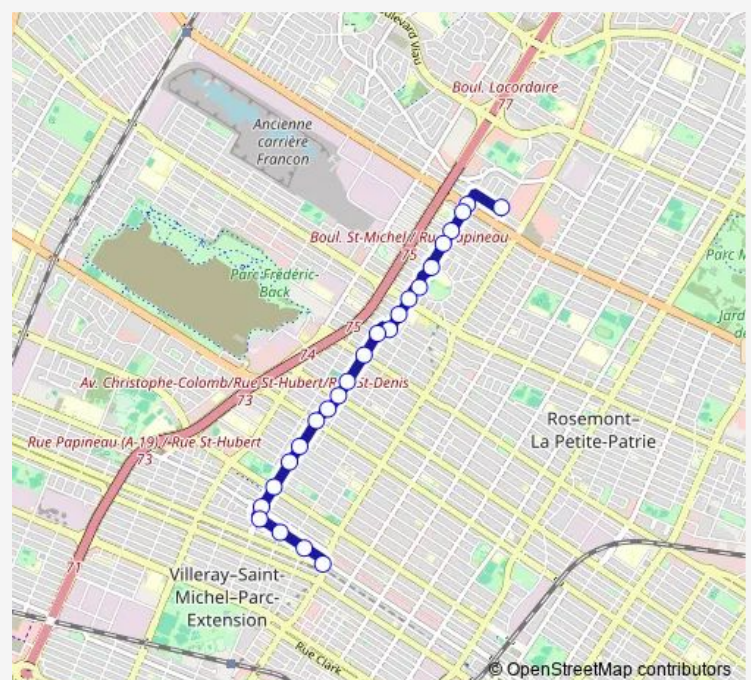 Boulevard Viau
Boul. Lacordaire
77
Ancienne
carrière
Francon
Boul. St-Michel / Rue Papineau
75
Parc Frédéric-
Back
Parc
Jard
75
74
Av. Christophe-Colomb/Rue St-Hubert/R St-Denis
73
Rosemont–
La Petite-Patrie
Rue Papineau (A-19) / Rue St-Hubert
73
71
Villeray–Saint-
Michel–Parc-
Extension
Rue Clark
© OpenStreetMap contributors